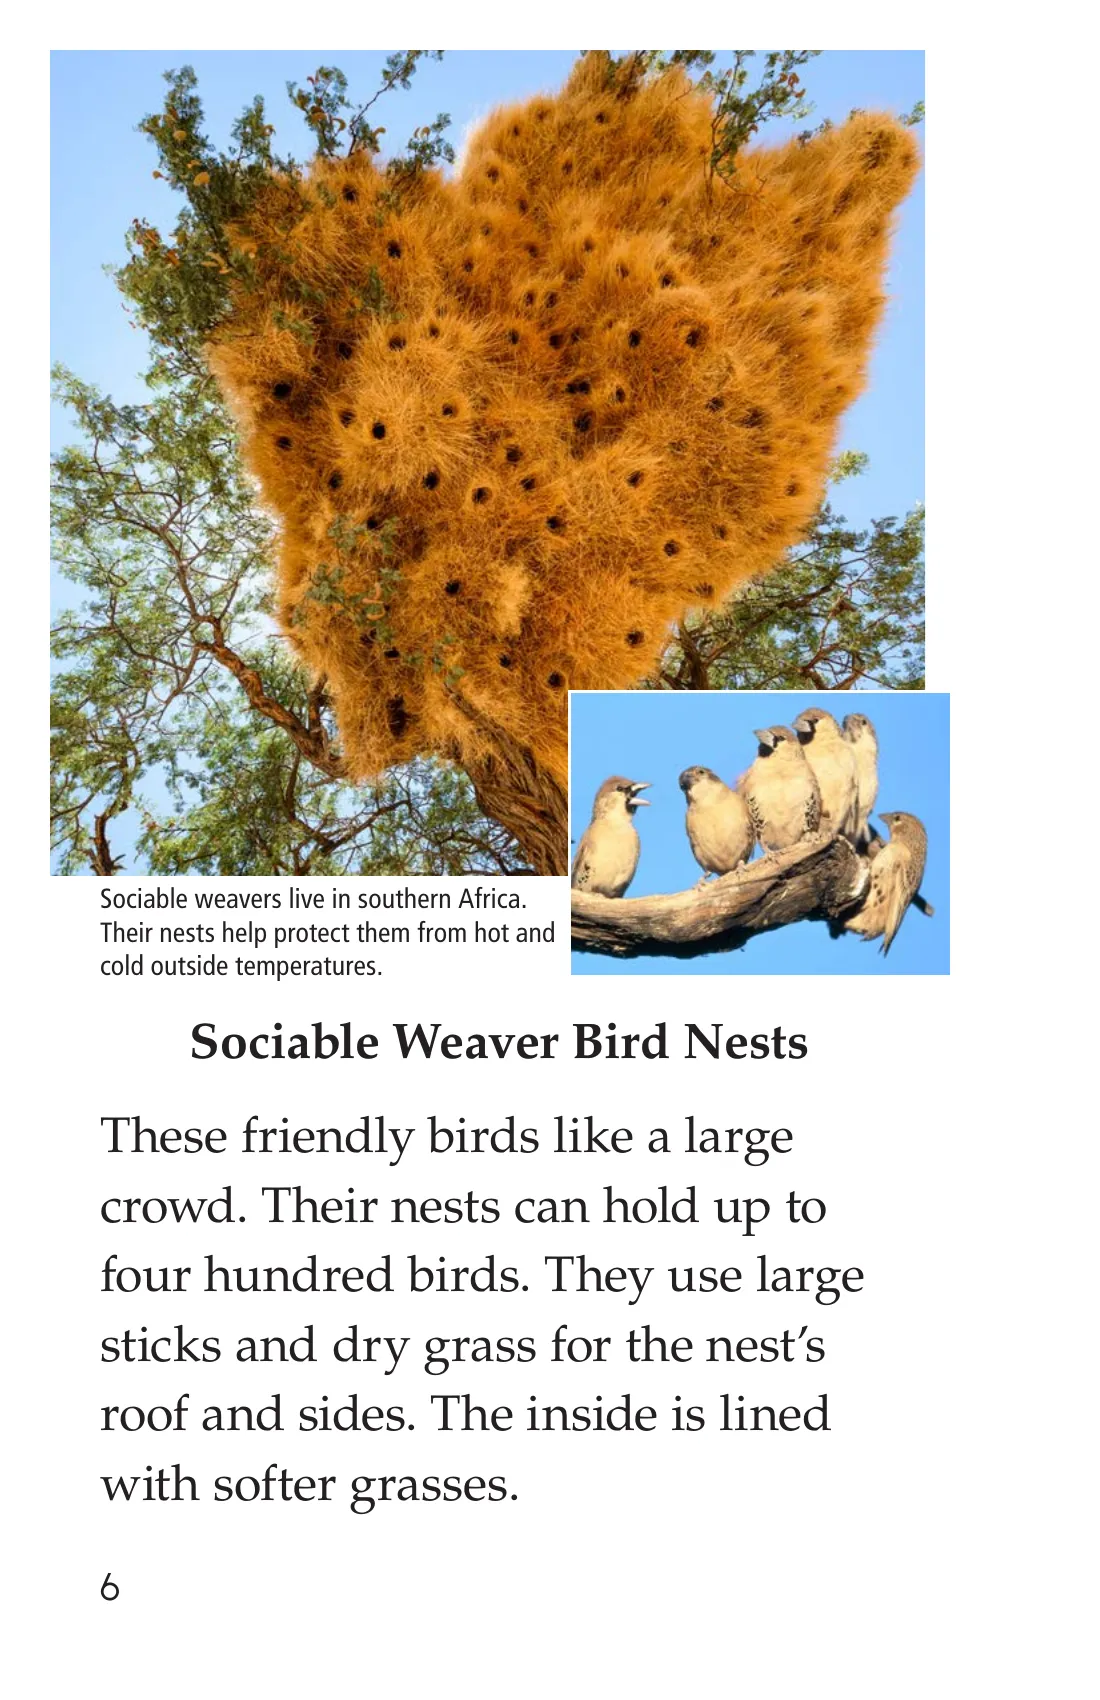 Sociable weavers live in southern Africa.
Their nests help protect them from hot and
cold outside temperatures.
Sociable Weaver Bird Nests
These friendly birds like a large
crowd. Their nests can hold up to
four hundred birds. They use large
sticks and dry grass for the nest’s
roof and sides. The inside is lined
with softer grasses.
6